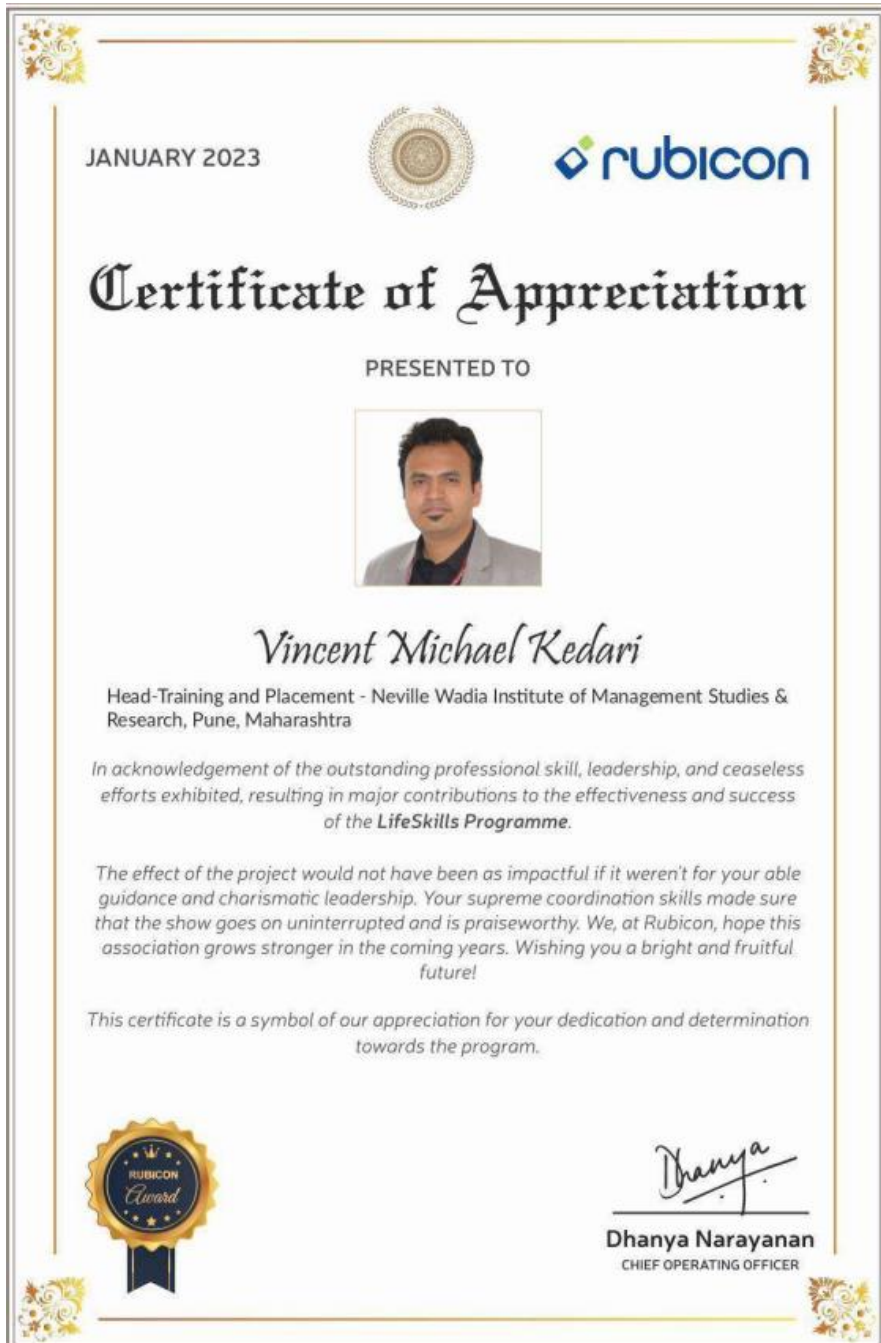 JANUARY 2023
rubicon
Certificate of Appreciation
PRESENTED TO
Vincent Michael Kedari
Head-Training and Placement - Neville Wadia Institute of Management Studies &
Research, Pune, Maharashtra
In acknowledgement of the outstanding professional skill, leadership, and ceaseless
efforts exhibited, resulting in major contributions to the effectiveness and success
of the LifeSkills Programme.
The effect of the project would not have been as impactful if it weren't for your able
guidance and charismatic leadership. Your supreme coordination skills made sure
that the show goes on uninterrupted and is praiseworthy. We, at Rubicon, hope this
association grows stronger in the coming years. Wishing you a bright and fruitful
future!
This certificate is a symbol of our appreciation for your dedication and determination
towards the program.
RUBICON
Award
Dhanya
Dhanya Narayanan
CHIEF OPERATING OFFICER